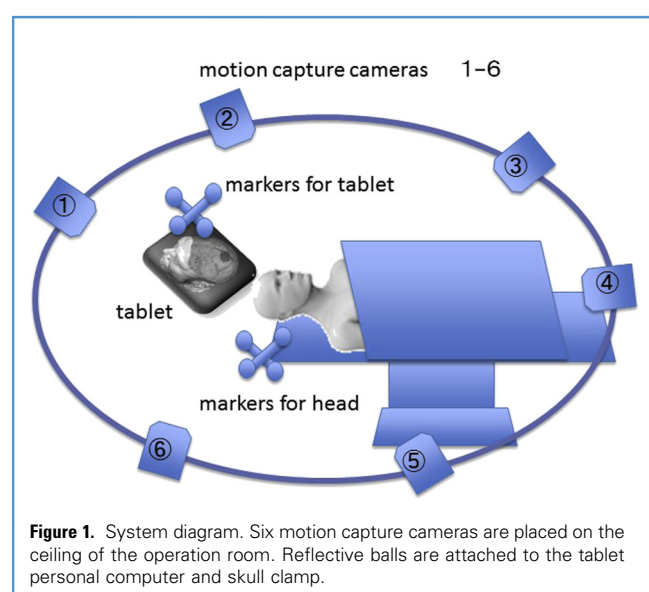 motion capture cameras 1-6
②
③
①
markers for tablet
④
tablet
markers for head
⑥
⑤
Figure 1. System diagram. Six motion capture cameras are placed on the
ceiling of the operation room. Reflective balls are attached to the tablet
personal computer and skull clamp.